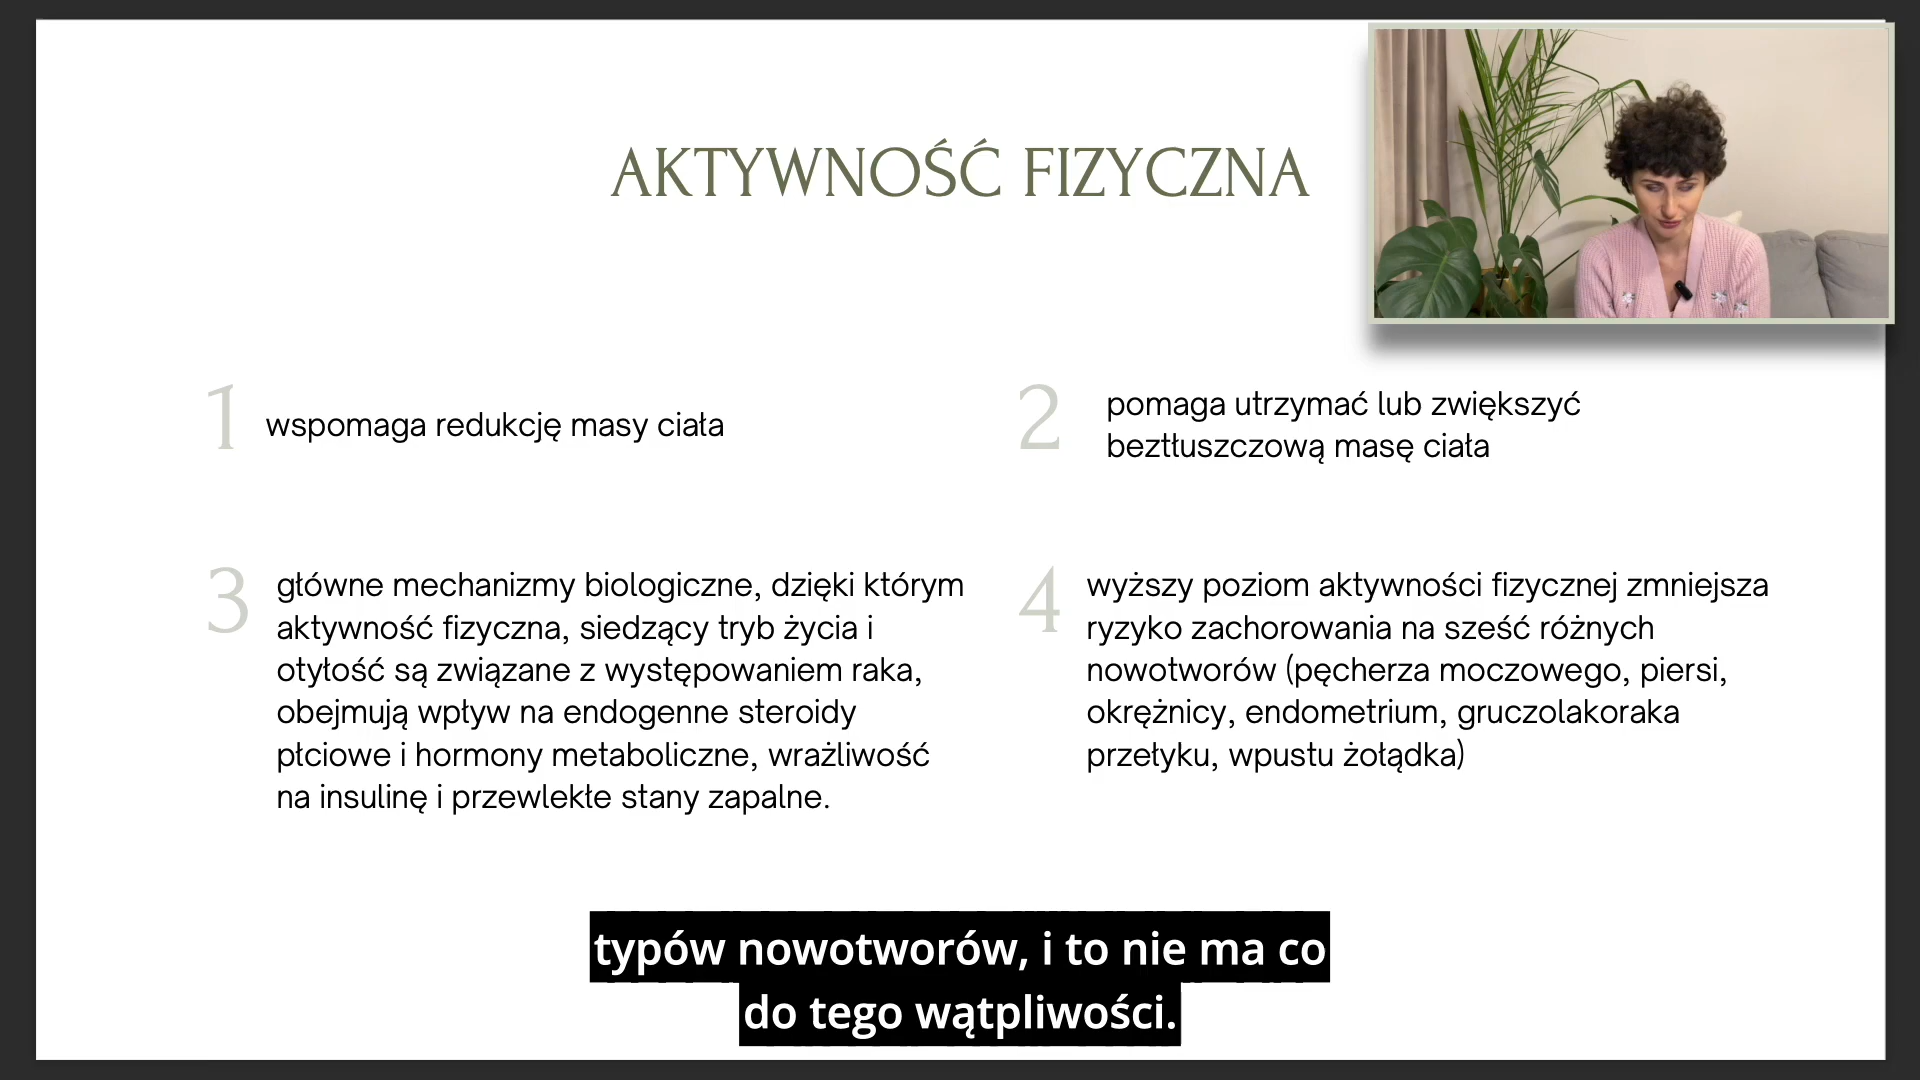 AKTYWNOŚĆ FIZYCZNA
1
wspomaga redukcję masy ciała
2
pomaga utrzymać lub zwiększyć
beztłuszczową masę ciała
3
główne mechanizmy biologiczne, dzięki którym
aktywność fizyczna, siedzący tryb życia i
otyłość są związane z występowaniem raka,
obejmują wpływ na endogenne steroidy
płciowe i hormony metaboliczne, wrażliwość
na insulinę i przewlekłe stany zapalne.
4
wyższy poziom aktywności fizycznej zmniejsza
ryzyko zachorowania na sześć różnych
nowotworów (pęcherza moczowego, piersi,
okrężnicy, endometrium, gruczolakoraka
przełyku, wpustu żołądka)
typów nowotworów, i to nie ma co
do tego wątpliwości.